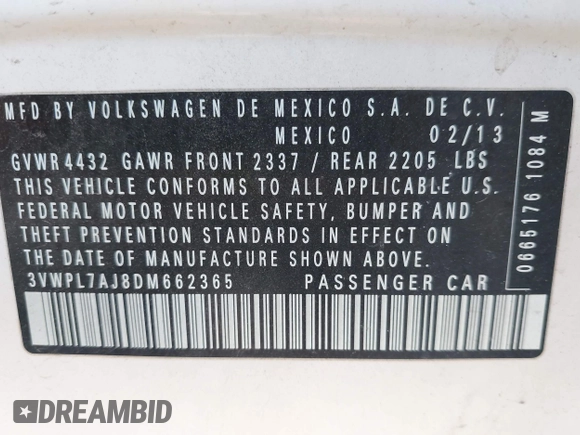 MFD BY VOLKSWAGEN DE MEXICO S.A. DE C.V.
MEXICO 02/13
GVWR 4432 GAWR FRONT 2337 / REAR 2205 LBS
THIS VEHICLE CONFORMS TO ALL APPLICABLE U.S.
FEDERAL MOTOR VEHICLE SAFETY, BUMPER AND
THEFT PREVENTION STANDARDS IN EFFECT ON
THE DATE OF MANUFACTURE SHOWN ABOVE.
3VWPL7AJ8DM662365 PASSENGER CAR
0665176 1084 M
DREAMBID